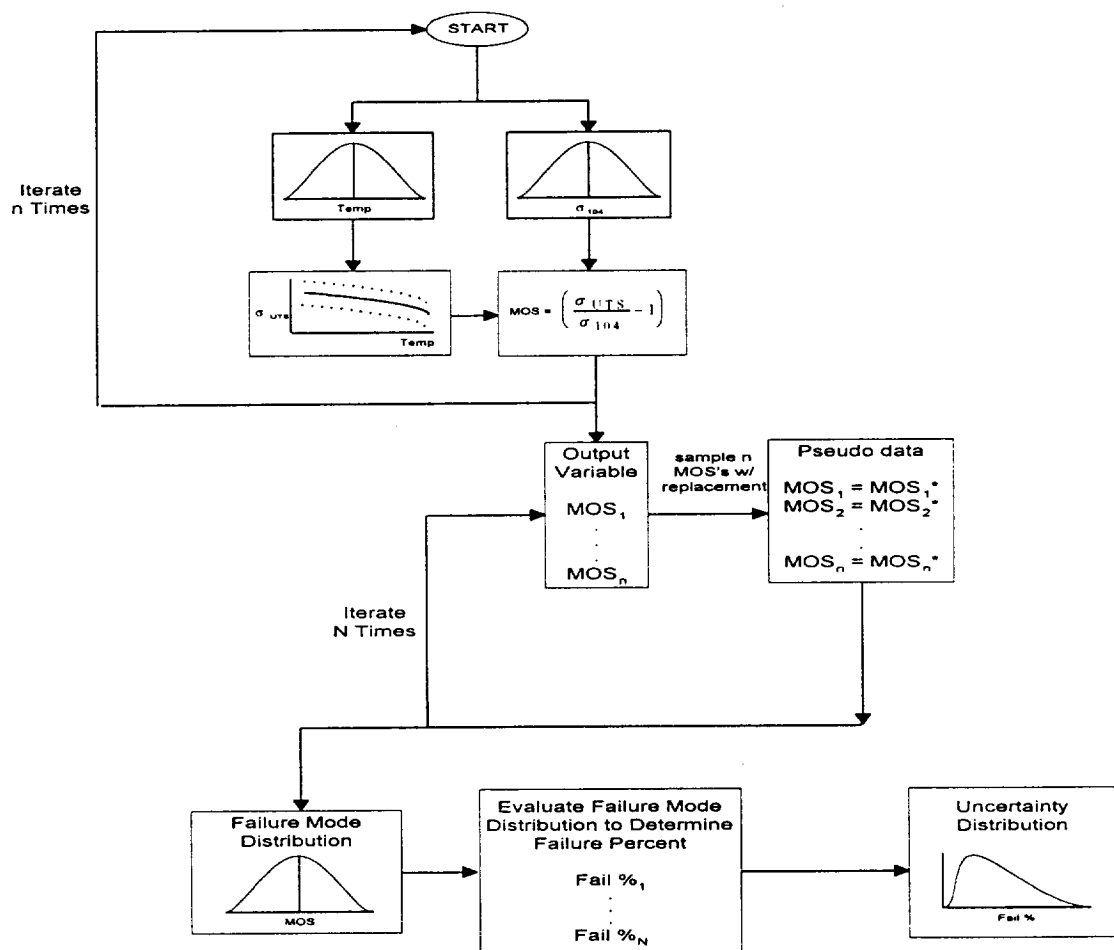 START
Temp
σ 104
Iterate
n Times
σ UTS
Temp
MOS = (σ UTS / σ 104 − 1)
Output
Variable
MOS₁
MOSₙ
sample n
MOS's w/
replacement
Pseudo data
MOS₁ = MOS₁*
MOS₂ = MOS₂*
MOSₙ = MOSₙ*
Iterate
N Times
Failure Mode
Distribution
MOS
Evaluate Failure Mode
Distribution to Determine
Failure Percent
Fail %₁
Fail %N
Uncertainty
Distribution
Fail %